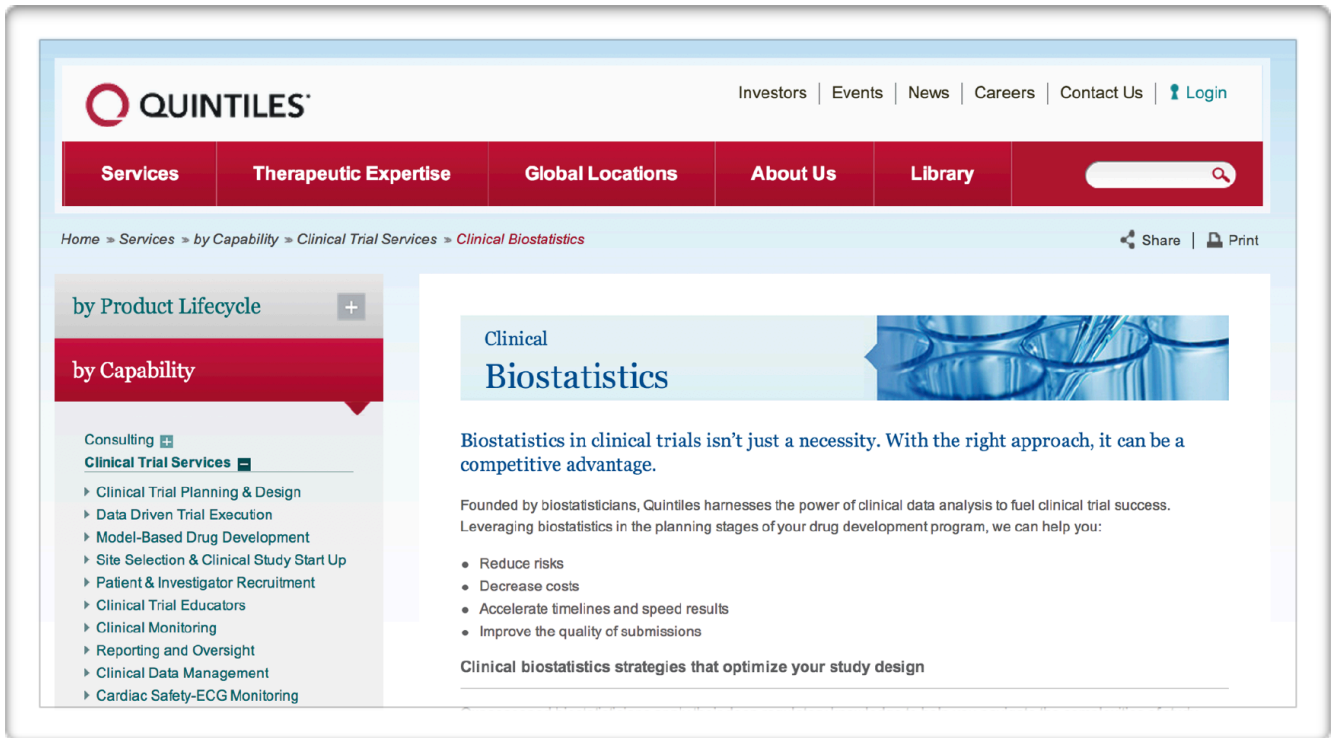 QUINTILES
Investors | Events | News | Careers | Contact Us | Login
Services Therapeutic Expertise Global Locations About Us Library
Home » Services » by Capability » Clinical Trial Services » Clinical Biostatistics
Share | Print
by Product Lifecycle
by Capability
Consulting
Clinical Trial Services
Clinical Trial Planning & Design
Data Driven Trial Execution
Model-Based Drug Development
Site Selection & Clinical Study Start Up
Patient & Investigator Recruitment
Clinical Trial Educators
Clinical Monitoring
Reporting and Oversight
Clinical Data Management
Cardiac Safety-ECG Monitoring
Clinical
Biostatistics
Biostatistics in clinical trials isn't just a necessity. With the right approach, it can be a
competitive advantage.
Founded by biostatisticians, Quintiles harnesses the power of clinical data analysis to fuel clinical trial success.
Leveraging biostatistics in the planning stages of your drug development program, we can help you:
• Reduce risks
• Decrease costs
• Accelerate timelines and speed results
• Improve the quality of submissions
Clinical biostatistics strategies that optimize your study design